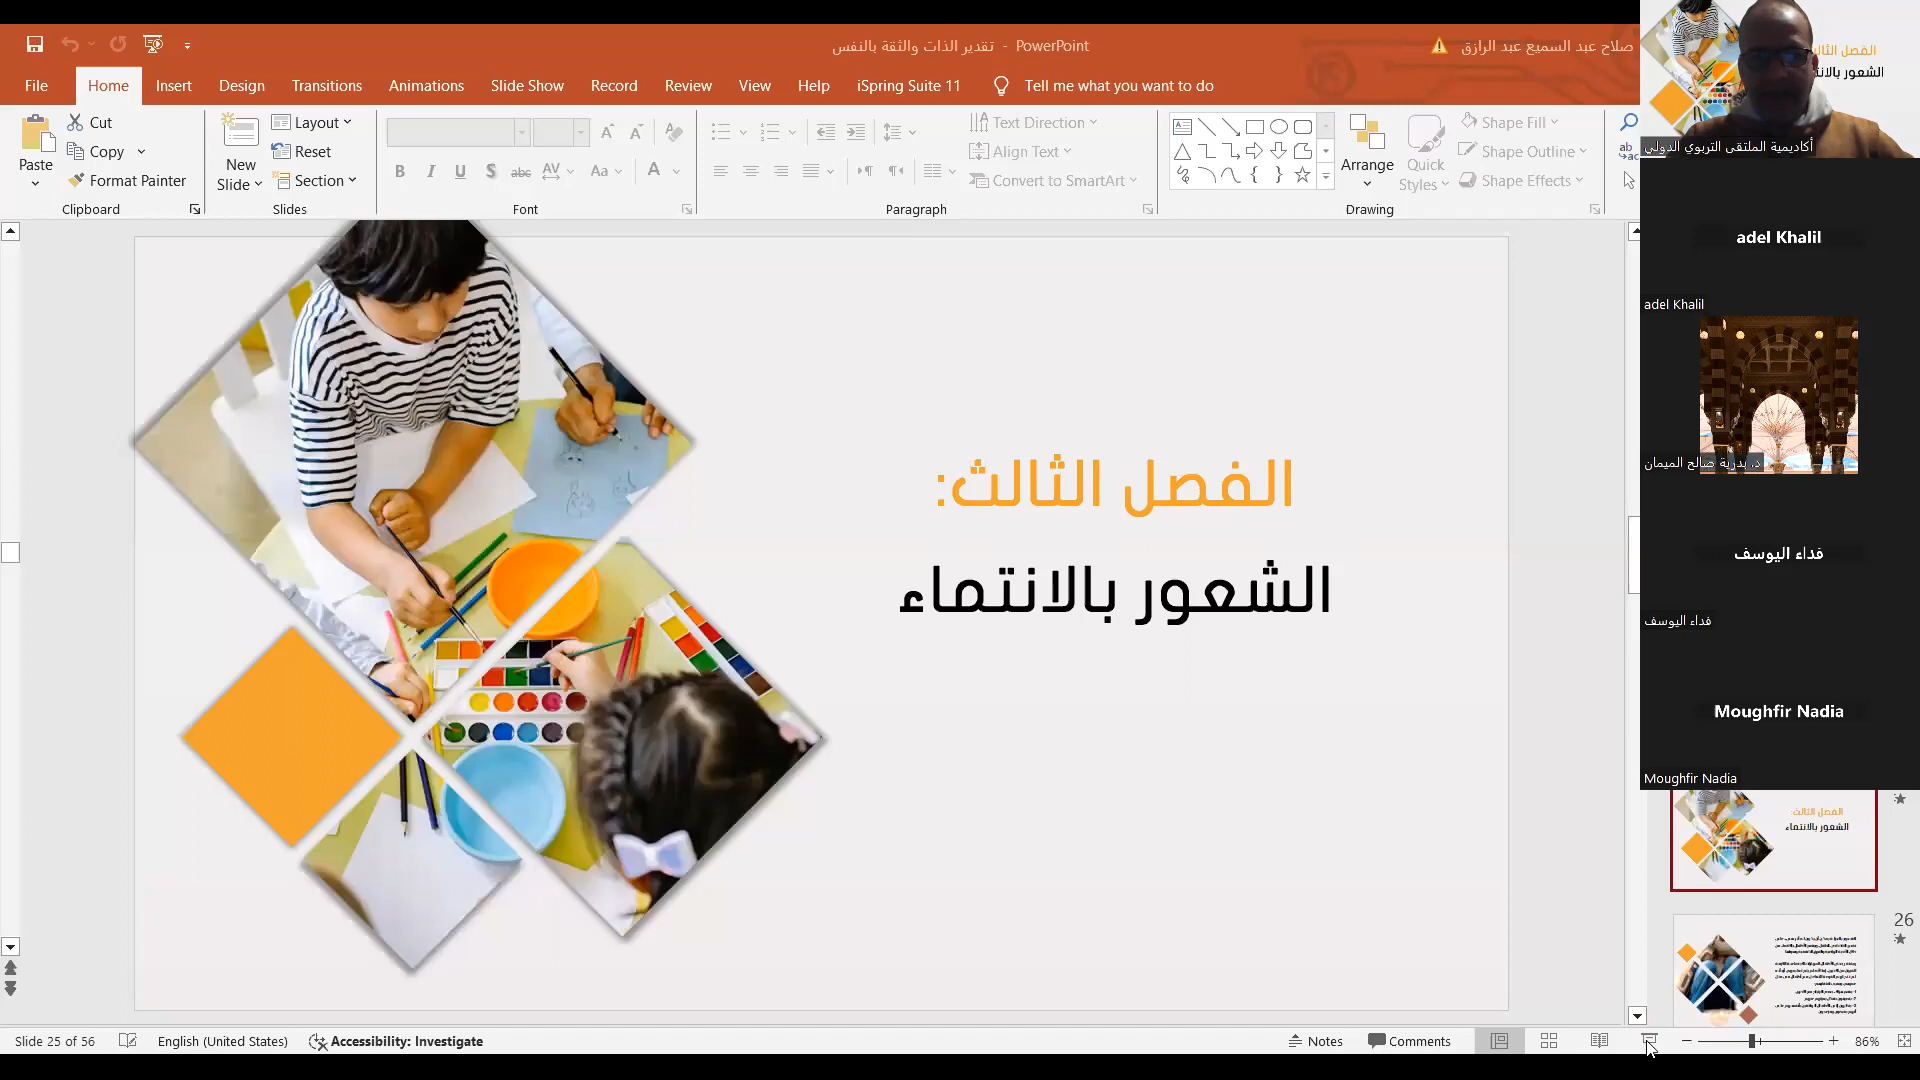 تقدير الذات والثقة بالنفس - PowerPoint
صلاح عبد السميع عبد الرازق
File Home Insert Design Transitions Animations Slide Show Record Review View Help iSpring Suite 11 Tell me what you want to do
Paste
Cut
Copy
Format Painter
Clipboard
New Slide
Layout
Reset
Section
Slides
Font
Text Direction
Align Text
Convert to SmartArt
Paragraph
Arrange
Quick Styles
Shape Fill
Shape Outline
Shape Effects
Drawing
الفصل الثالث:
الشعور بالانتماء
أكاديمية الملتقى التربوي الدولي
adel Khalil
adel Khalil
د. بدرية صالح الميمان
فداء اليوسف
فداء اليوسف
Moughfir Nadia
Moughfir Nadia
الفصل الثالث:
الشعور بالانتماء
26
Slide 25 of 56 English (United States) Accessibility: Investigate Notes Comments 86%